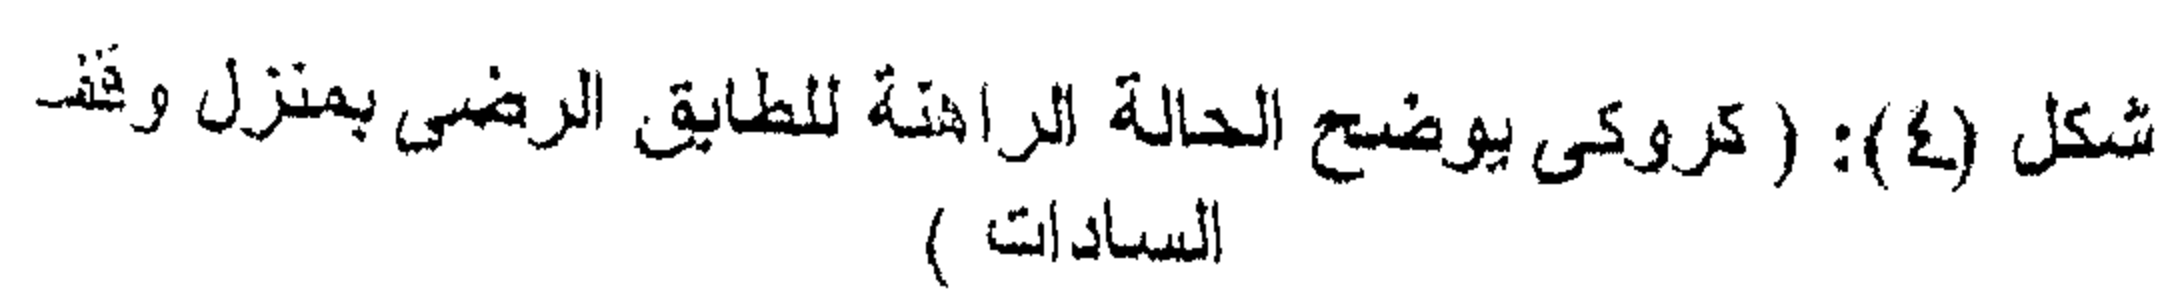 شكل (٤): ( كروكى يوضح الحالة الراهنة للطابق الرضى بمنزل وقف
السادات )